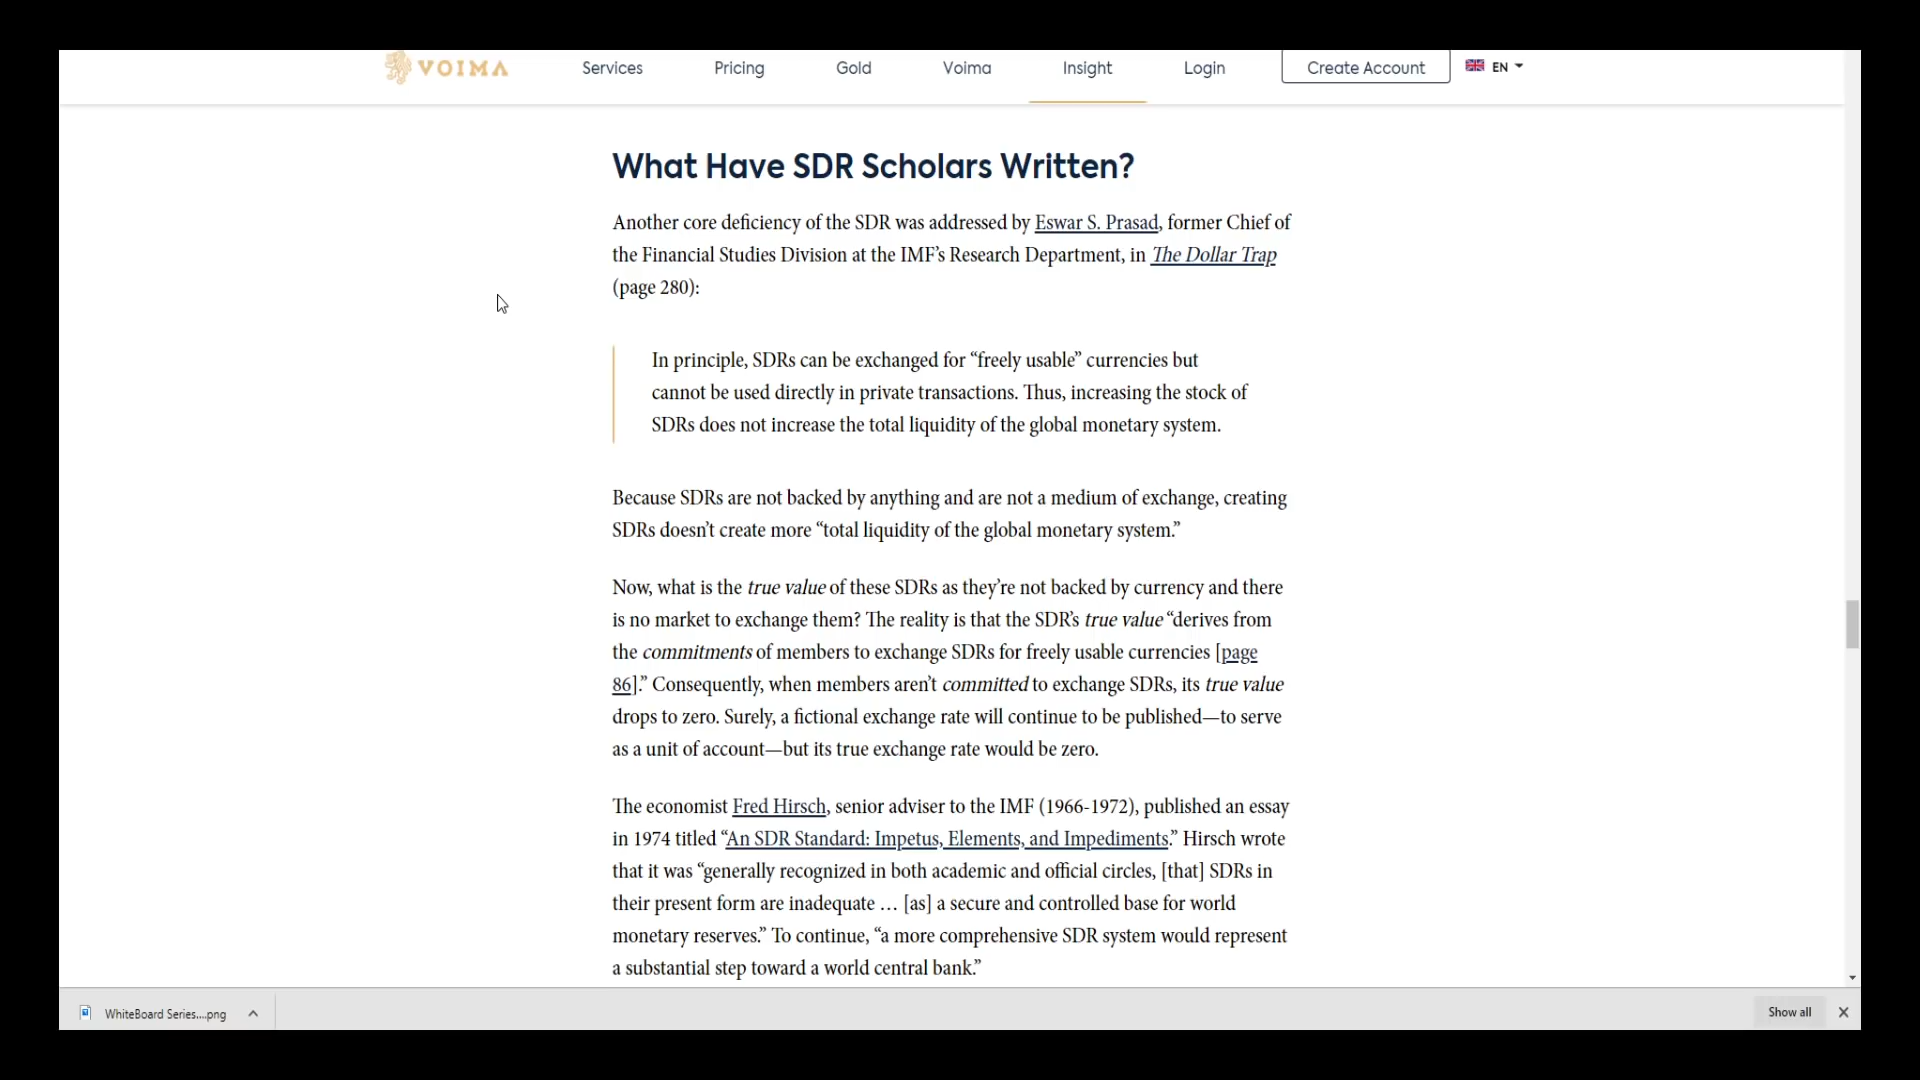 VOIMA Services Pricing Gold Voima Insight Login Create Account EN
What Have SDR Scholars Written?
Another core deficiency of the SDR was addressed by Eswar S. Prasad, former Chief of
the Financial Studies Division at the IMF’s Research Department, in The Dollar Trap
(page 280):
In principle, SDRs can be exchanged for “freely usable” currencies but
cannot be used directly in private transactions. Thus, increasing the stock of
SDRs does not increase the total liquidity of the global monetary system.
Because SDRs are not backed by anything and are not a medium of exchange, creating
SDRs doesn’t create more “total liquidity of the global monetary system.”
Now, what is the true value of these SDRs as they’re not backed by currency and there
is no market to exchange them? The reality is that the SDR’s true value “derives from
the commitments of members to exchange SDRs for freely usable currencies [page
86].” Consequently, when members aren’t committed to exchange SDRs, its true value
drops to zero. Surely, a fictional exchange rate will continue to be published—to serve
as a unit of account—but its true exchange rate would be zero.
The economist Fred Hirsch, senior adviser to the IMF (1966-1972), published an essay
in 1974 titled “An SDR Standard: Impetus, Elements, and Impediments.” Hirsch wrote
that it was “generally recognized in both academic and official circles, [that] SDRs in
their present form are inadequate … [as] a secure and controlled base for world
monetary reserves.” To continue, “a more comprehensive SDR system would represent
a substantial step toward a world central bank.”
WhiteBoard Series....png Show all